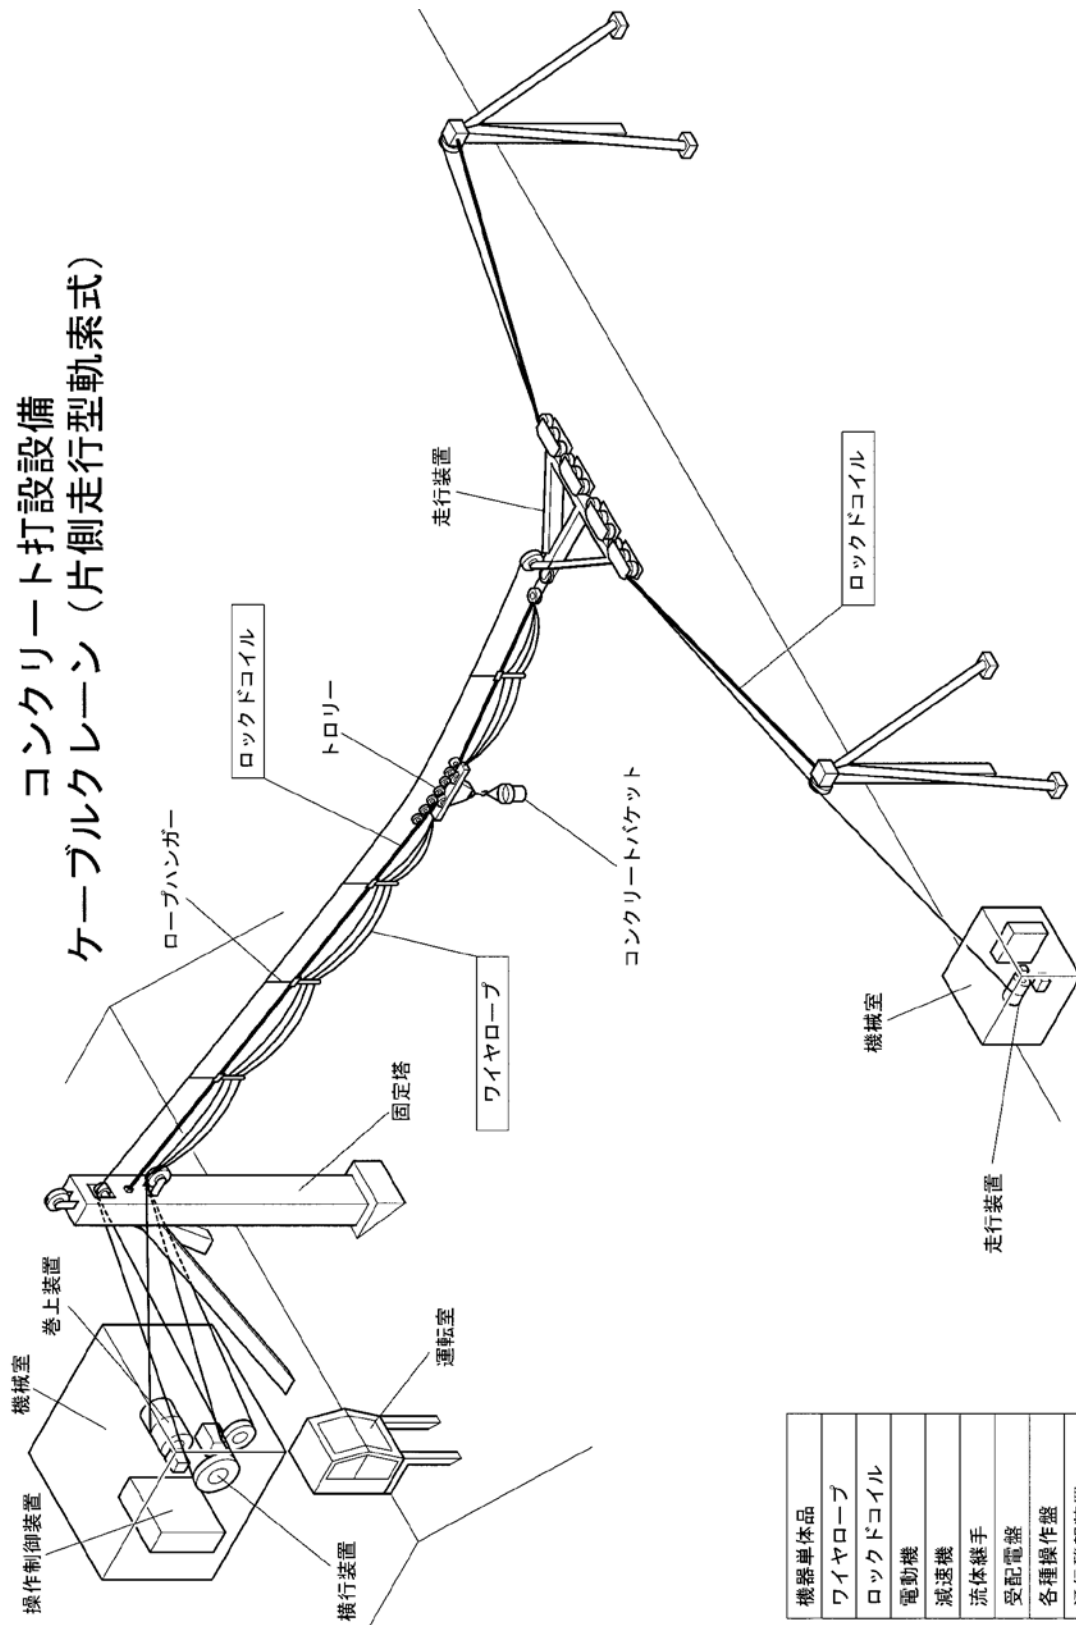 コンクリート打設設備
ケーブルクレーン（片側走行型軌索式）
操作制御装置
機械室
巻上装置
横行装置
運転室
固定塔
ロープハンガー
ワイヤロープ
ロックドコイル
トロリー
コンクリートバケット
走行装置
ロックドコイル
機械室
走行装置
機器単体品
ワイヤロープ
ロックドコイル
電動機
減速機
流体継手
受配電盤
各種操作盤